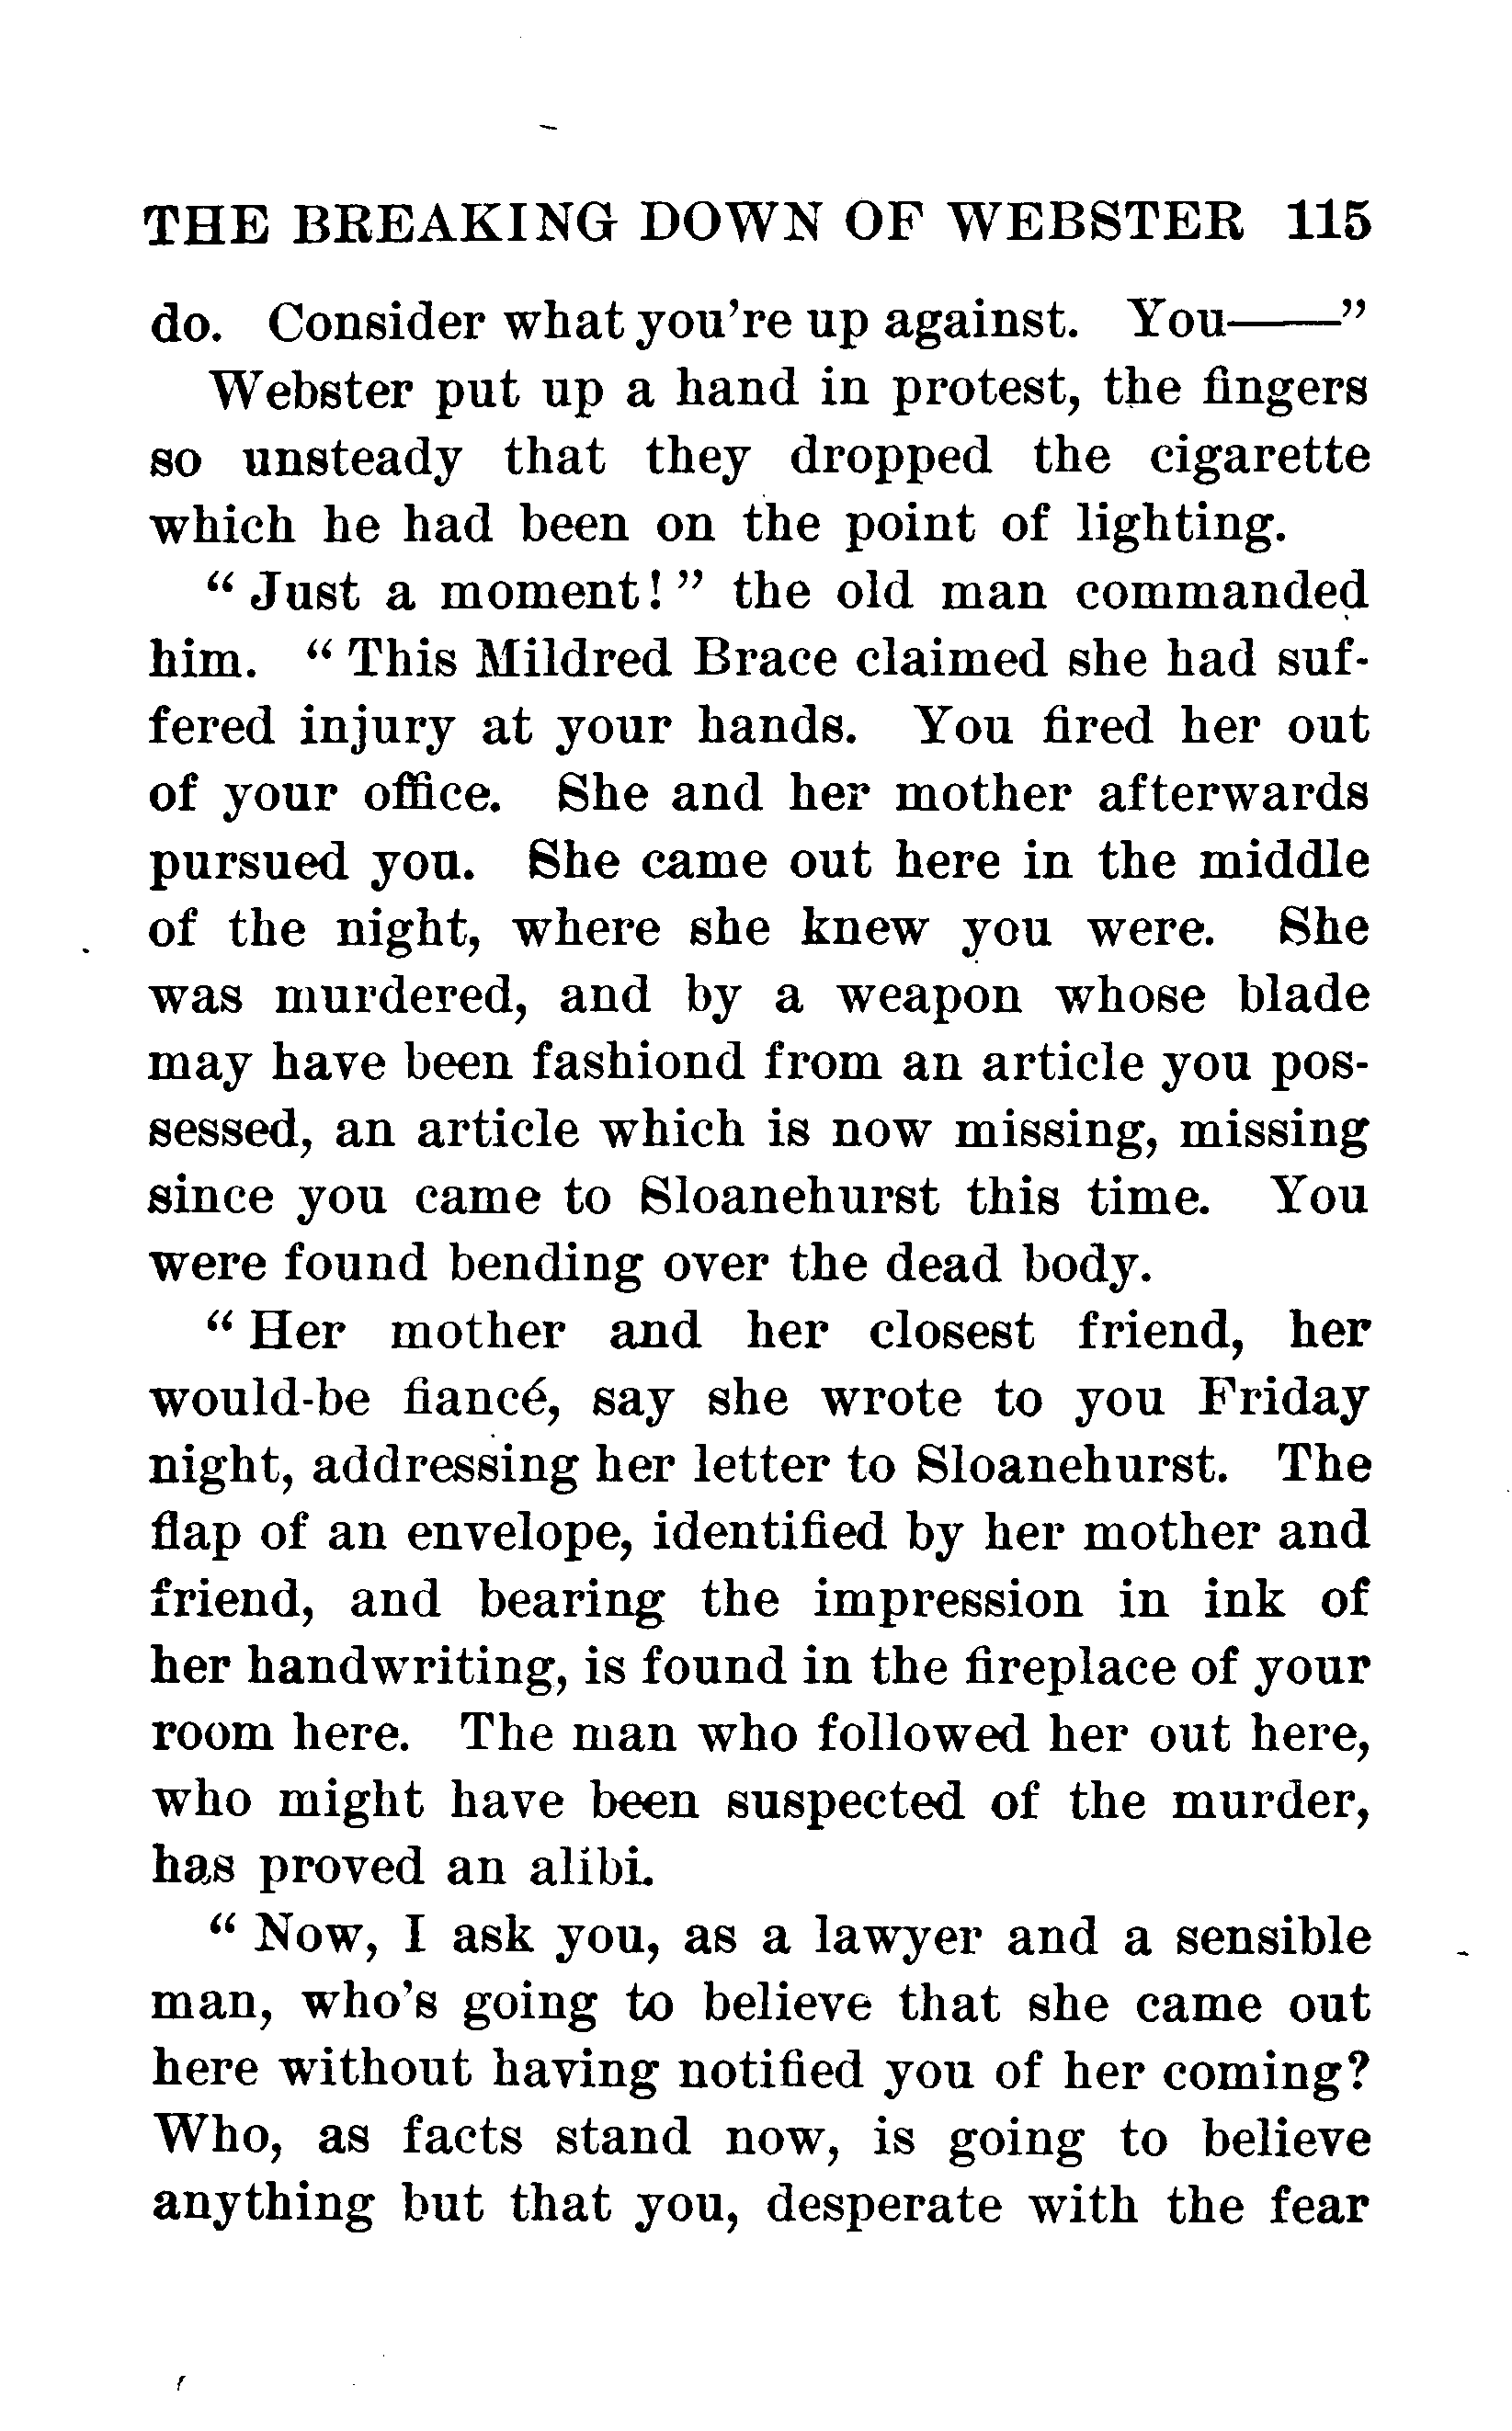 THE BREAKING DOWN OF WEBSTER 115
do. Consider what you're up against. You——"
Webster put up a hand in protest, the fingers
so unsteady that they dropped the cigarette
which he had been on the point of lighting.
" Just a moment! " the old man commanded
him. " This Mildred Brace claimed she had suf-
fered injury at your hands. You fired her out
of your office. She and her mother afterwards
pursued you. She came out here in the middle
of the night, where she knew you were. She
was murdered, and by a weapon whose blade
may have been fashiond from an article you pos-
sessed, an article which is now missing, missing
since you came to Sloanehurst this time. You
were found bending over the dead body.
" Her mother and her closest friend, her
would-be fiancé, say she wrote to you Friday
night, addressing her letter to Sloanehurst. The
flap of an envelope, identified by her mother and
friend, and bearing the impression in ink of
her handwriting, is found in the fireplace of your
room here. The man who followed her out here,
who might have been suspected of the murder,
has proved an alibi.
" Now, I ask you, as a lawyer and a sensible
man, who's going to believe that she came out
here without having notified you of her coming?
Who, as facts stand now, is going to believe
anything but that you, desperate with the fear